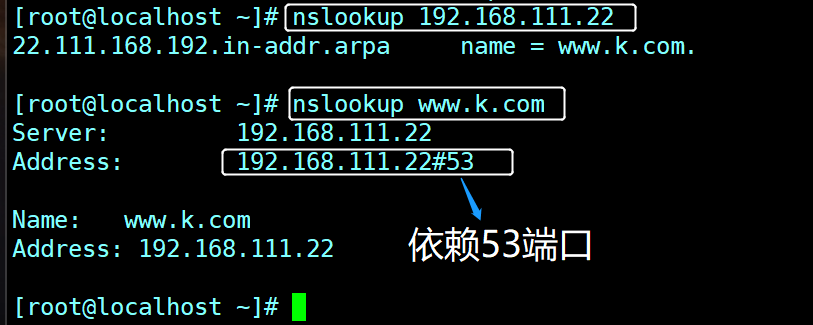 [root@localhost ~]# nslookup 192.168.111.22
22.111.168.192.in-addr.arpa     name = www.k.com.
[root@localhost ~]# nslookup www.k.com
Server:         192.168.111.22
Address:        192.168.111.22#53
Name:   www.k.com
Address: 192.168.111.22
依赖53端口
[root@localhost ~]#